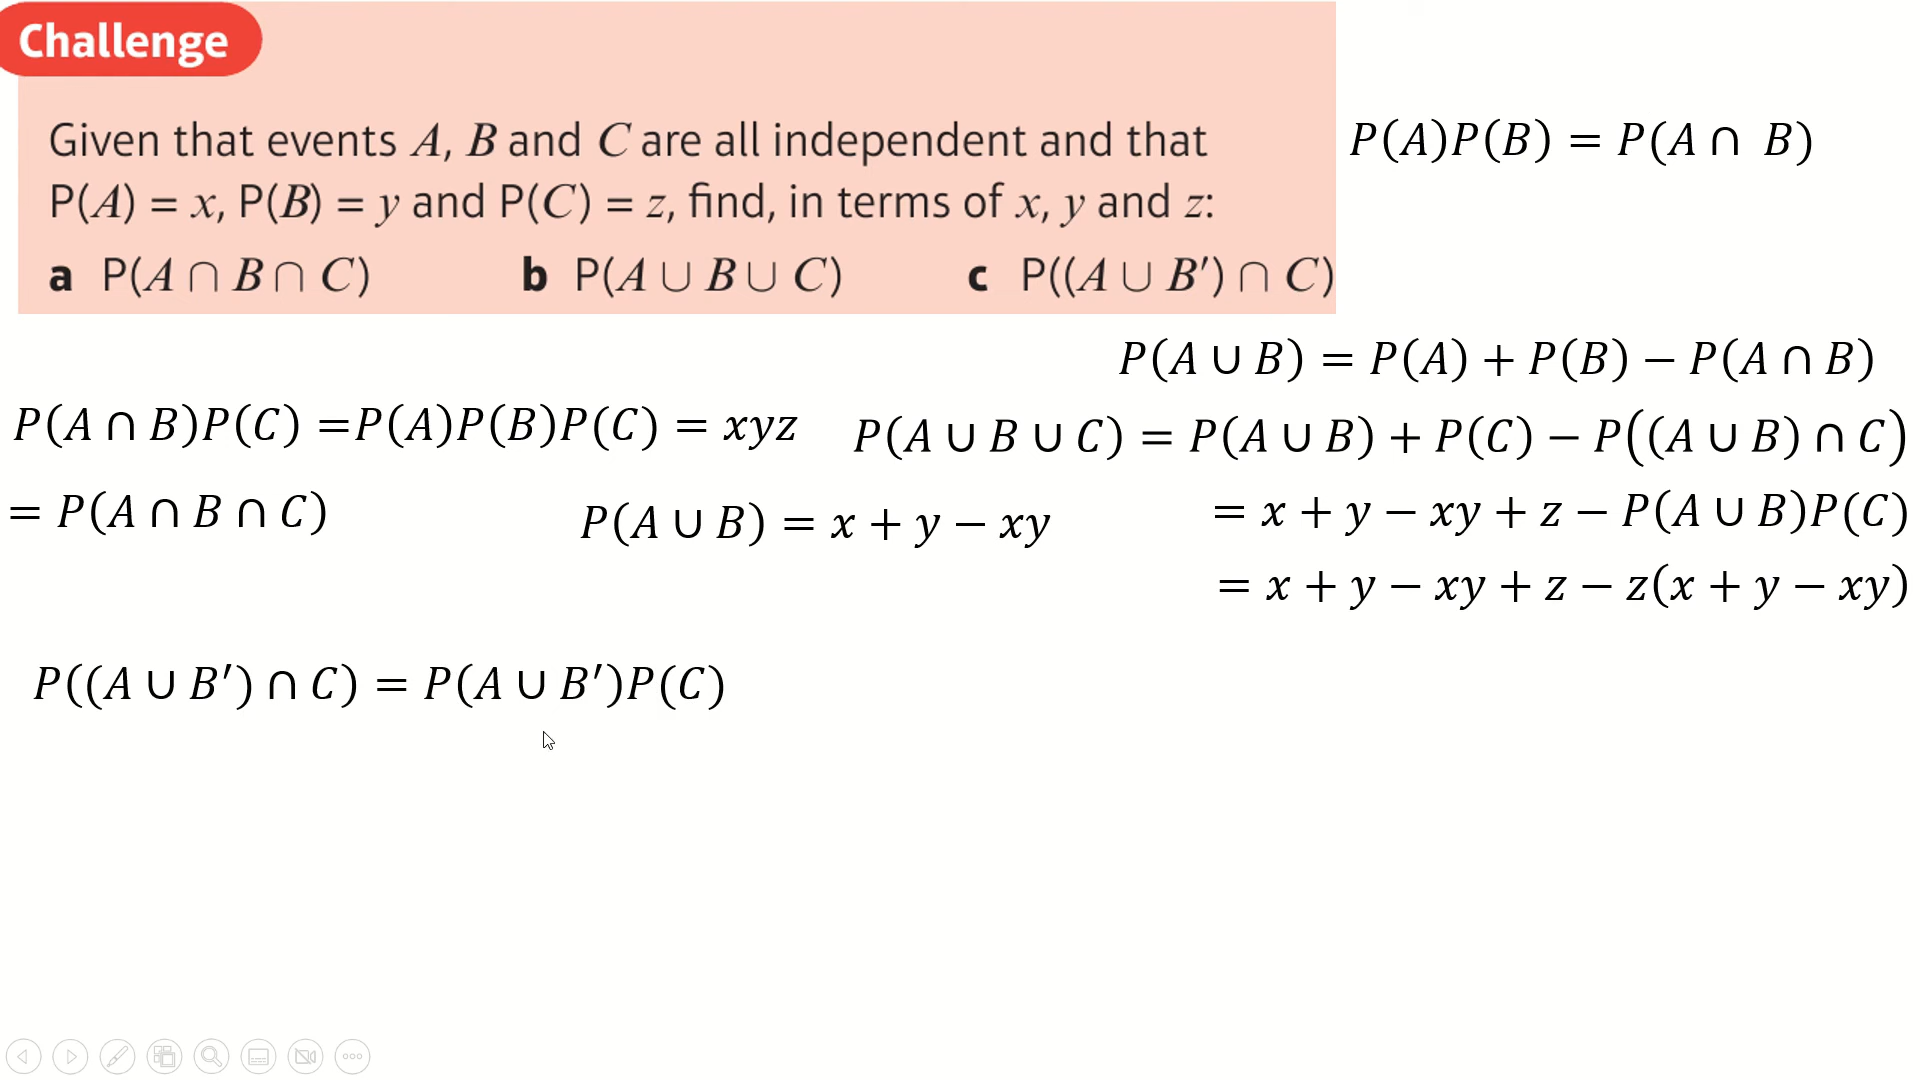 Challenge
Given that events A, B and C are all independent and that
P(A) = x, P(B) = y and P(C) = z, find, in terms of x, y and z:
a P(A ∩ B ∩ C) b P(A ∪ B ∪ C) c P((A ∪ B′) ∩ C)
P(A)P(B) = P(A ∩ B)
P(A ∪ B) = P(A) + P(B) − P(A ∩ B)
P(A ∩ B)P(C) =P(A)P(B)P(C) = xyz
= P(A ∩ B ∩ C)
P(A ∪ B ∪ C) = P(A ∪ B) + P(C) − P((A ∪ B) ∩ C)
P(A ∪ B) = x + y − xy
= x + y − xy + z − P(A ∪ B)P(C)
= x + y − xy + z − z(x + y − xy)
P((A ∪ B′) ∩ C) = P(A ∪ B′)P(C)